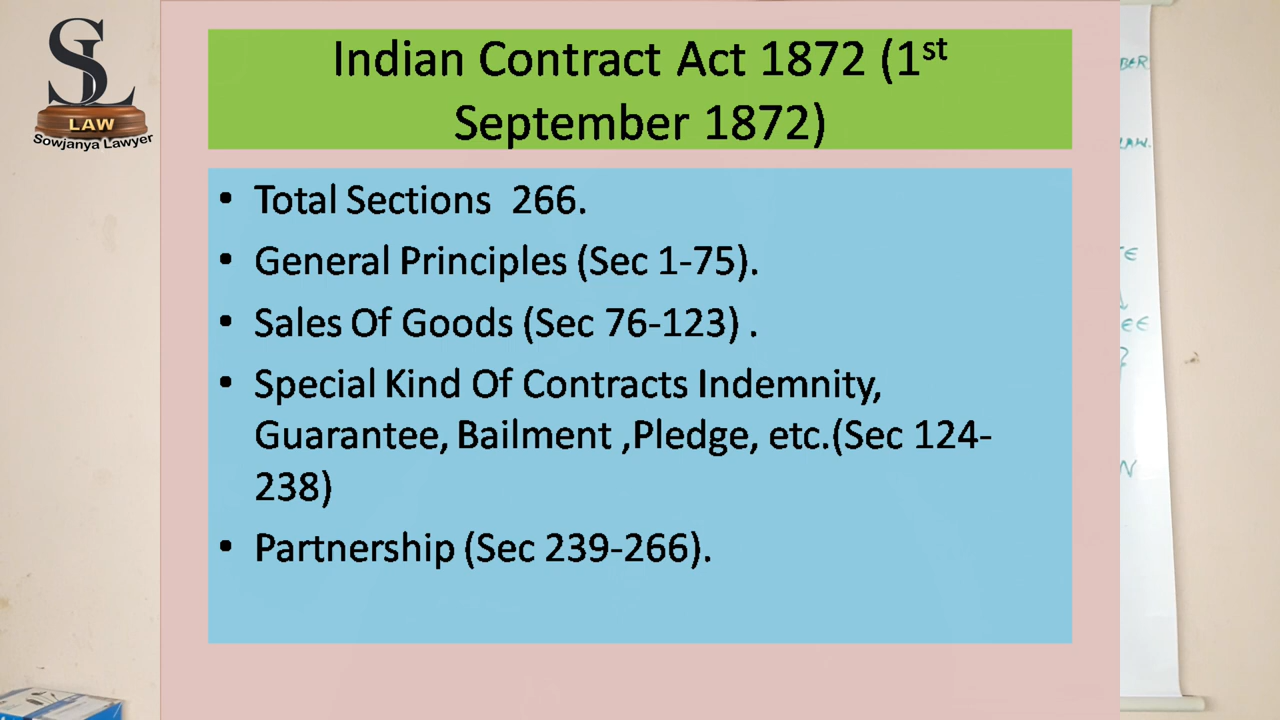 SL
LAW
Sowjanya Lawyer
Indian Contract Act 1872 (1st
September 1872)
• Total Sections 266.
• General Principles (Sec 1-75).
• Sales Of Goods (Sec 76-123) .
• Special Kind Of Contracts Indemnity,
Guarantee, Bailment ,Pledge, etc.(Sec 124-
238)
• Partnership (Sec 239-266).
BER
LAW.